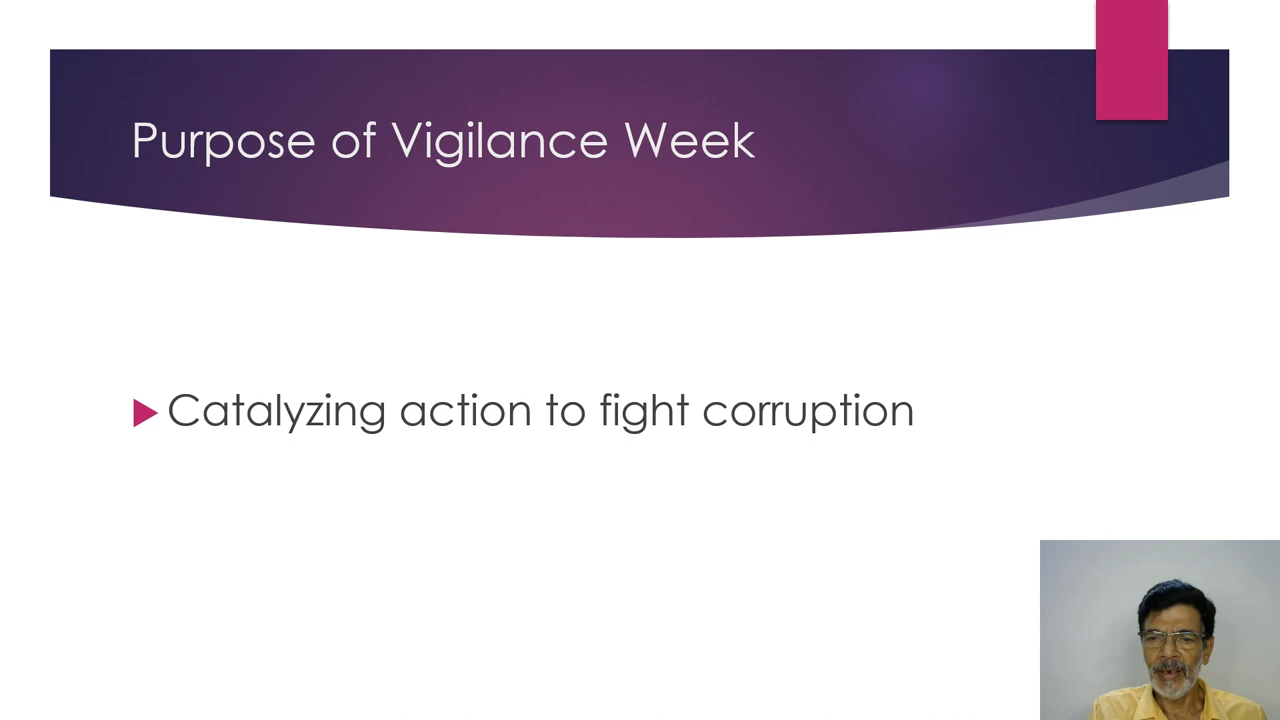 Purpose of Vigilance Week
Catalyzing action to fight corruption